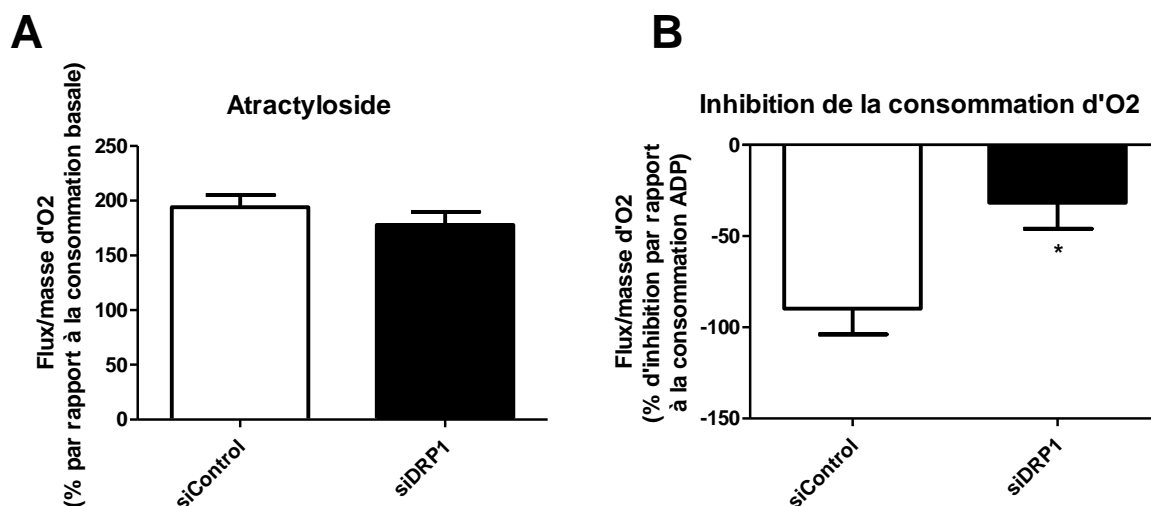 A
Atractyloside
Flux/masse d'O2
(% par rapport à la consommation basale)
250
200
150
100
50
0
siControl
siDRP1
B
Inhibition de la consommation d'O2
Flux/masse d'O2
(% d'inhibition par rapport
à la consommation ADP)
0
-50
-100
-150
*
siControl
siDRP1